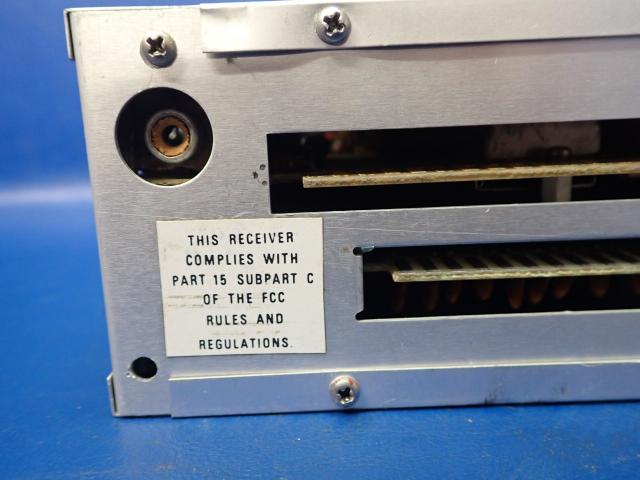 THIS RECEIVER
COMPLIES WITH
PART 15 SUBPART C
OF THE FCC
RULES AND
REGULATIONS.